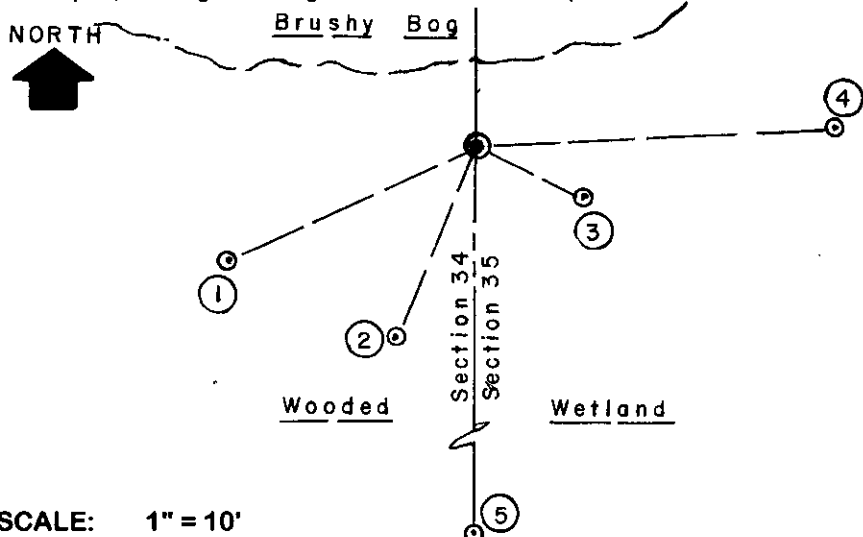 Brushy Bog
NORTH
4
3
1
2
Section 34
Section 35
Wooded
Wetland
5
SCALE: 1" = 10'